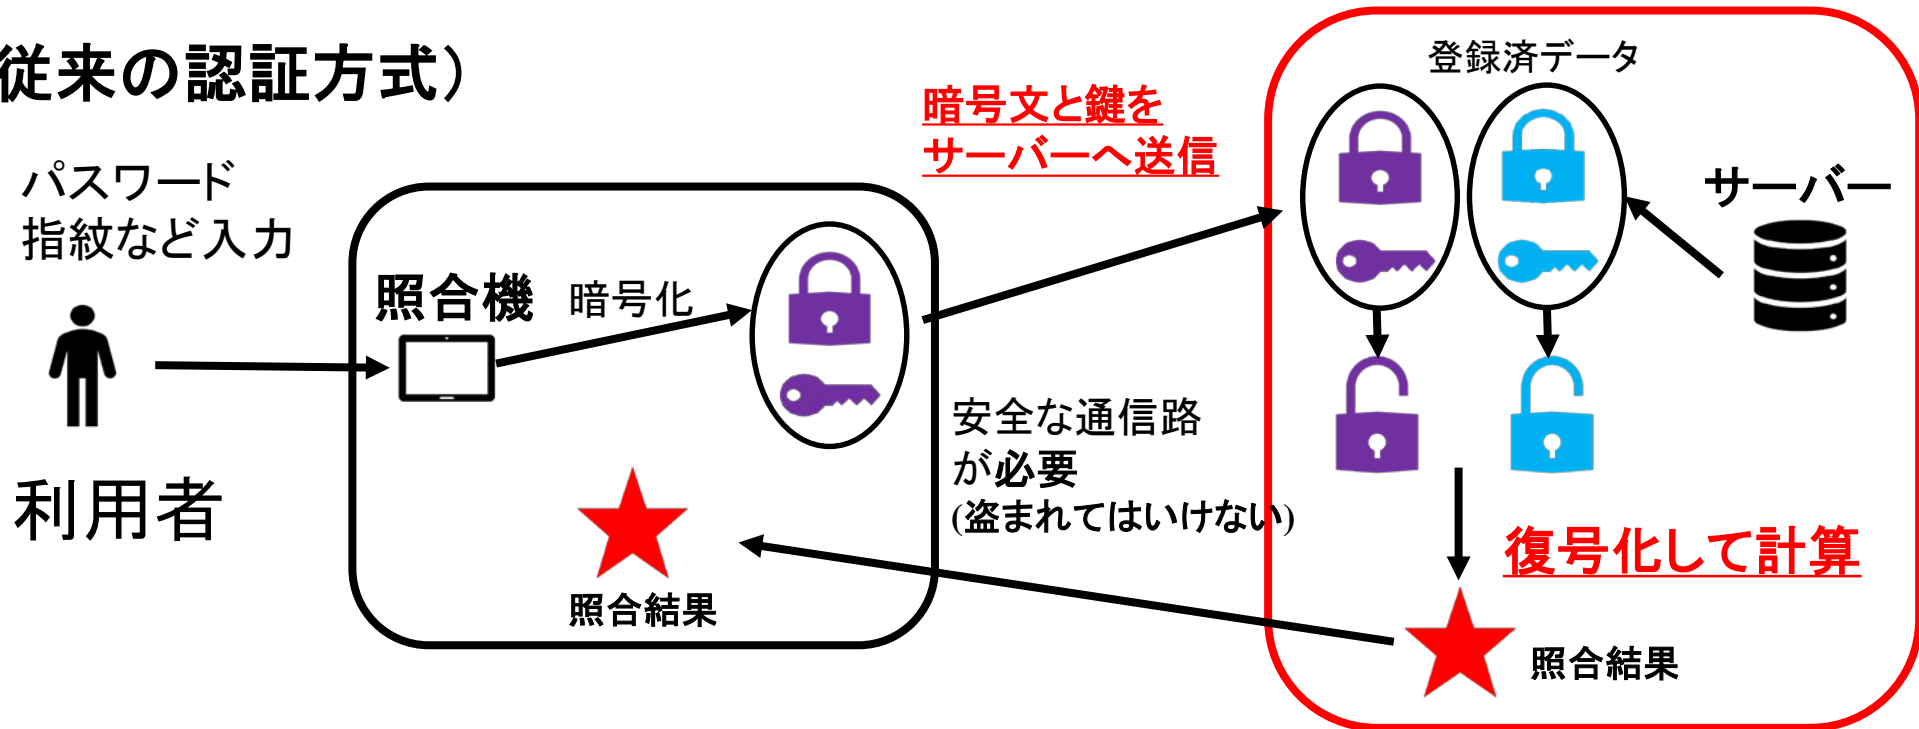 従来の認証方式）
パスワード
指紋など入力
利用者
照合機
暗号化
照合結果
暗号文と鍵を
サーバーへ送信
安全な通信路
が必要
(盗まれてはいけない)
登録済データ
サーバー
復号化して計算
照合結果